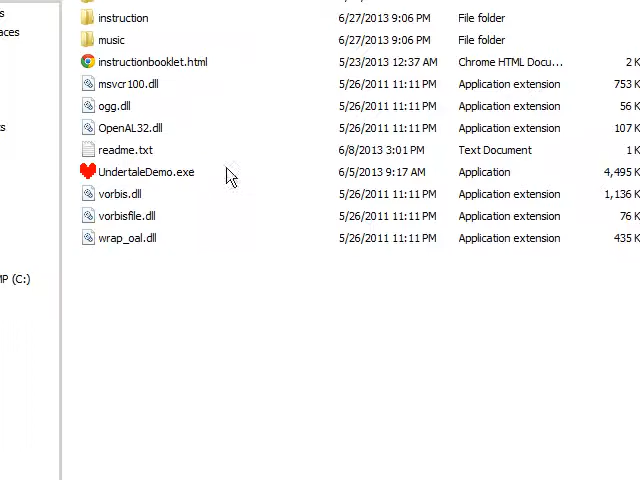 s
instruction 6/27/2013 9:06 PM File folder
aces
music 6/27/2013 9:06 PM File folder
instructionbooklet.html 5/23/2013 12:37 AM Chrome HTML Docu... 2 K
msvcr100.dll 5/26/2011 11:11 PM Application extension 753 K
ogg.dll 5/26/2011 11:11 PM Application extension 56 K
ts
OpenAL32.dll 5/26/2011 11:11 PM Application extension 107 K
readme.txt 6/8/2013 3:01 PM Text Document 1 K
UndertaleDemo.exe 6/5/2013 9:17 AM Application 4,495 K
vorbis.dll 5/26/2011 11:11 PM Application extension 1,136 K
vorbisfile.dll 5/26/2011 11:11 PM Application extension 76 K
wrap_oal.dll 5/26/2011 11:11 PM Application extension 435 K
MP (C:)